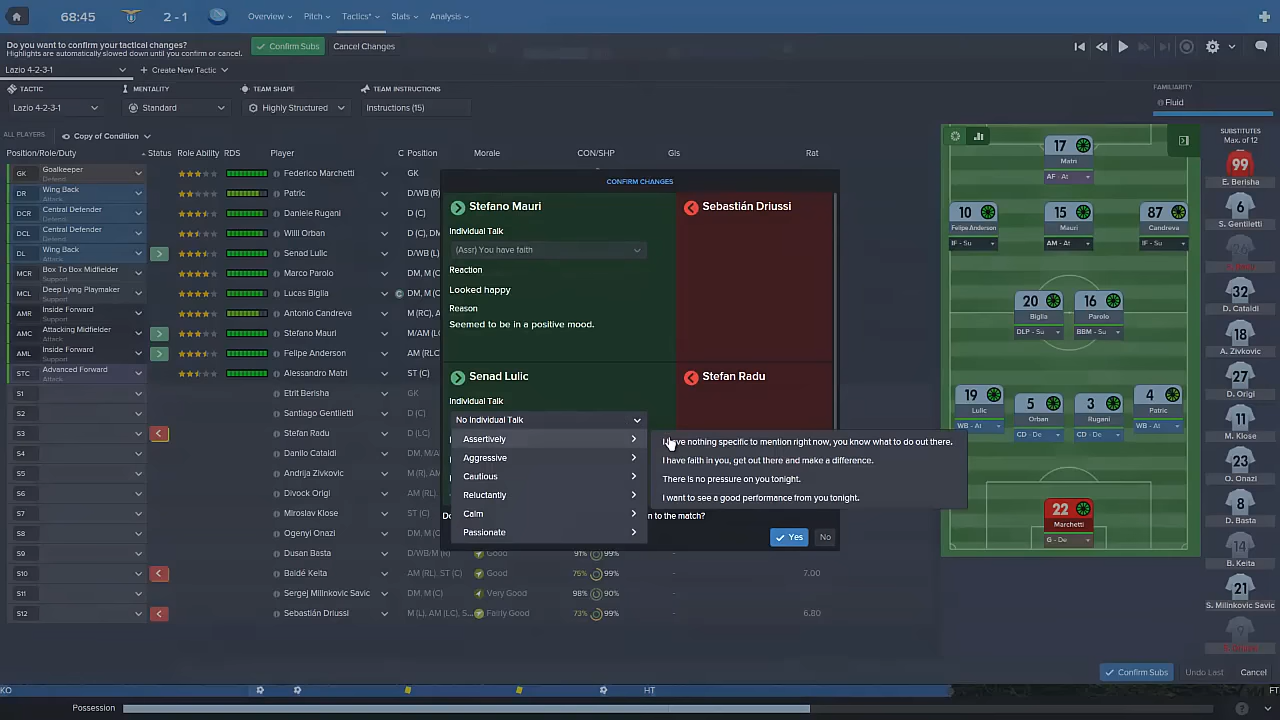 68:45
2 - 1
Overview
Pitch
Tactics*
Stats
Analysis
Do you want to confirm your tactical changes?
Highlights are automatically slowed down until you confirm or cancel.
Confirm Subs
Cancel Changes
Lazio 4-2-3-1
Create New Tactic
TACTIC
MENTALITY
TEAM SHAPE
TEAM INSTRUCTIONS
FAMILIARITY
Lazio 4-2-3-1
Standard
Highly Structured
Instructions (15)
Fluid
ALL PLAYERS
Copy of Condition
Position/Role/Duty
Status
Role Ability
RDS
Player
C
Position
Morale
CON/SHP
Gls
Rat
GK Goalkeeper Defend Federico Marchetti GK
DR Wing Back Attack Patric D/WB (R)
DCR Central Defender Defend Daniele Rugani D (C)
DCL Central Defender Defend Willi Orban D (C), DM,
DL Wing Back Attack Senad Lulic D/WB (L)
MCR Box To Box Midfielder Support Marco Parolo DM, M (C)
MCL Deep Lying Playmaker Support Lucas Biglia C DM, M (C)
AMR Inside Forward Support Antonio Candreva M (RC),
AMC Attacking Midfielder Attack Stefano Mauri M/AM (LC)
AML Inside Forward Support Felipe Anderson AM (RLC)
STC Advanced Forward Attack Alessandro Matri ST (C)
S1 Etrit Berisha GK
S2 Santiago Gentiletti D (C)
S3 Stefan Radu D (LC)
S4 Danilo Cataldi DM, M (C)
S5 Andrija Zivkovic
S6 Divock Origi
S7 Miroslav Klose ST (C)
S8 Ogenyi Onazi DM, M (C)
S9 Dusan Basta D/WB/M (R) Good 91% 99% -
S10 Baldé Keita AM (RL), ST (C) Good 75% 99% - 7.00
S11 Sergej Milinkovic Savic DM, M (C) Very Good 98% 90% -
S12 Sebastián Driussi M (L), AM (LC), S... Fairly Good 73% 99% - 6.80
CONFIRM CHANGES
Stefano Mauri
Sebastián Driussi
Individual Talk
(Assr) You have faith
Reaction
Looked happy
Reason
Seemed to be in a positive mood.
Senad Lulic
Stefan Radu
Individual Talk
No Individual Talk
Assertively
Aggressive
Cautious
Reluctantly
Calm
Passionate
have nothing specific to mention right now, you know what to do out there.
I have faith in you, get out there and make a difference.
There is no pressure on you tonight.
I want to see a good performance from you tonight.
to the match?
Yes
No
17
Matri
AF - At
10
Felipe Anderson
IF - Su
15
Mauri
AM - At
87
Candreva
IF - Su
20
Biglia
DLP - Su
16
Parolo
BBM - Su
19
Lulic
WB - At
5
Orban
CD - De
3
Rugani
CD - De
4
Patric
WB - At
22
Marchetti
G - De
SUBSTITUTES
Max. of 12
99
E. Berisha
6
S. Gentiletti
32
D. Cataldi
18
A. Zivkovic
27
D. Origi
11
M. Klose
23
O. Onazi
8
D. Basta
14
B. Keita
21
S. Milinkovic Savic
9
Confirm Subs
Undo Last
Cancel
KO
HT
FT
Possession